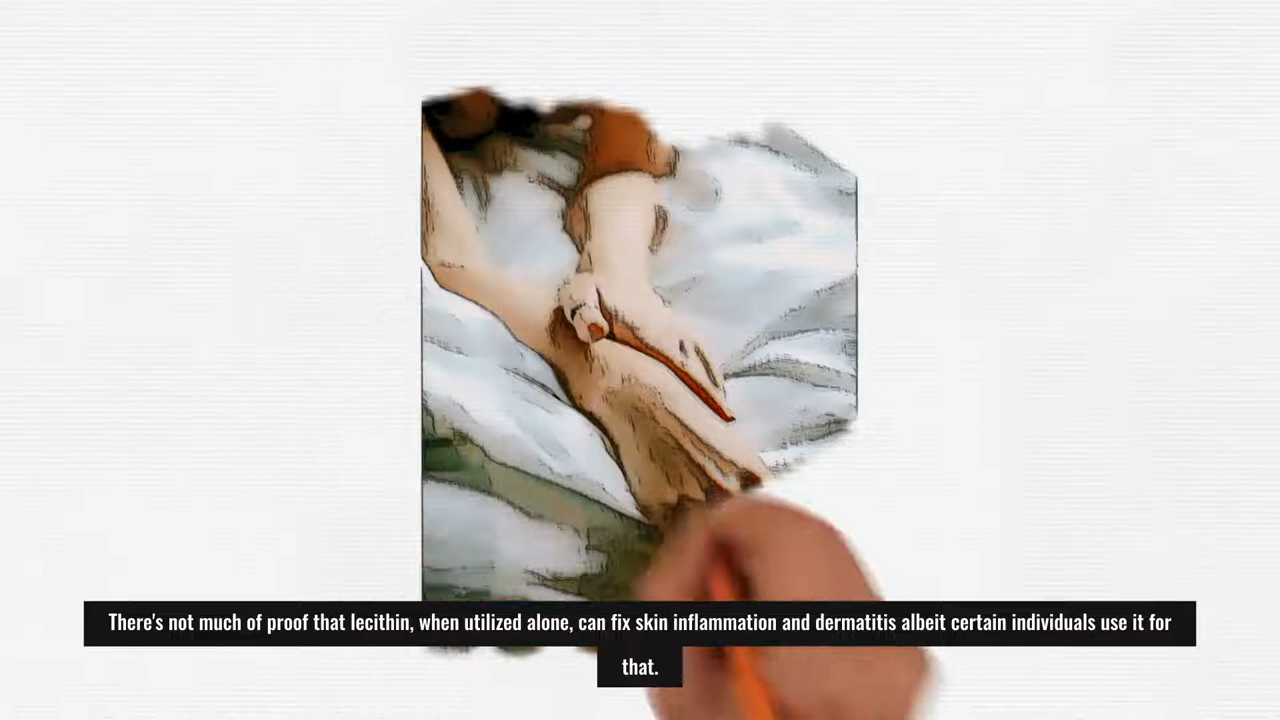 There's not much of proof that lecithin, when utilized alone, can fix skin inflammation and dermatitis albeit certain individuals use it for
that.